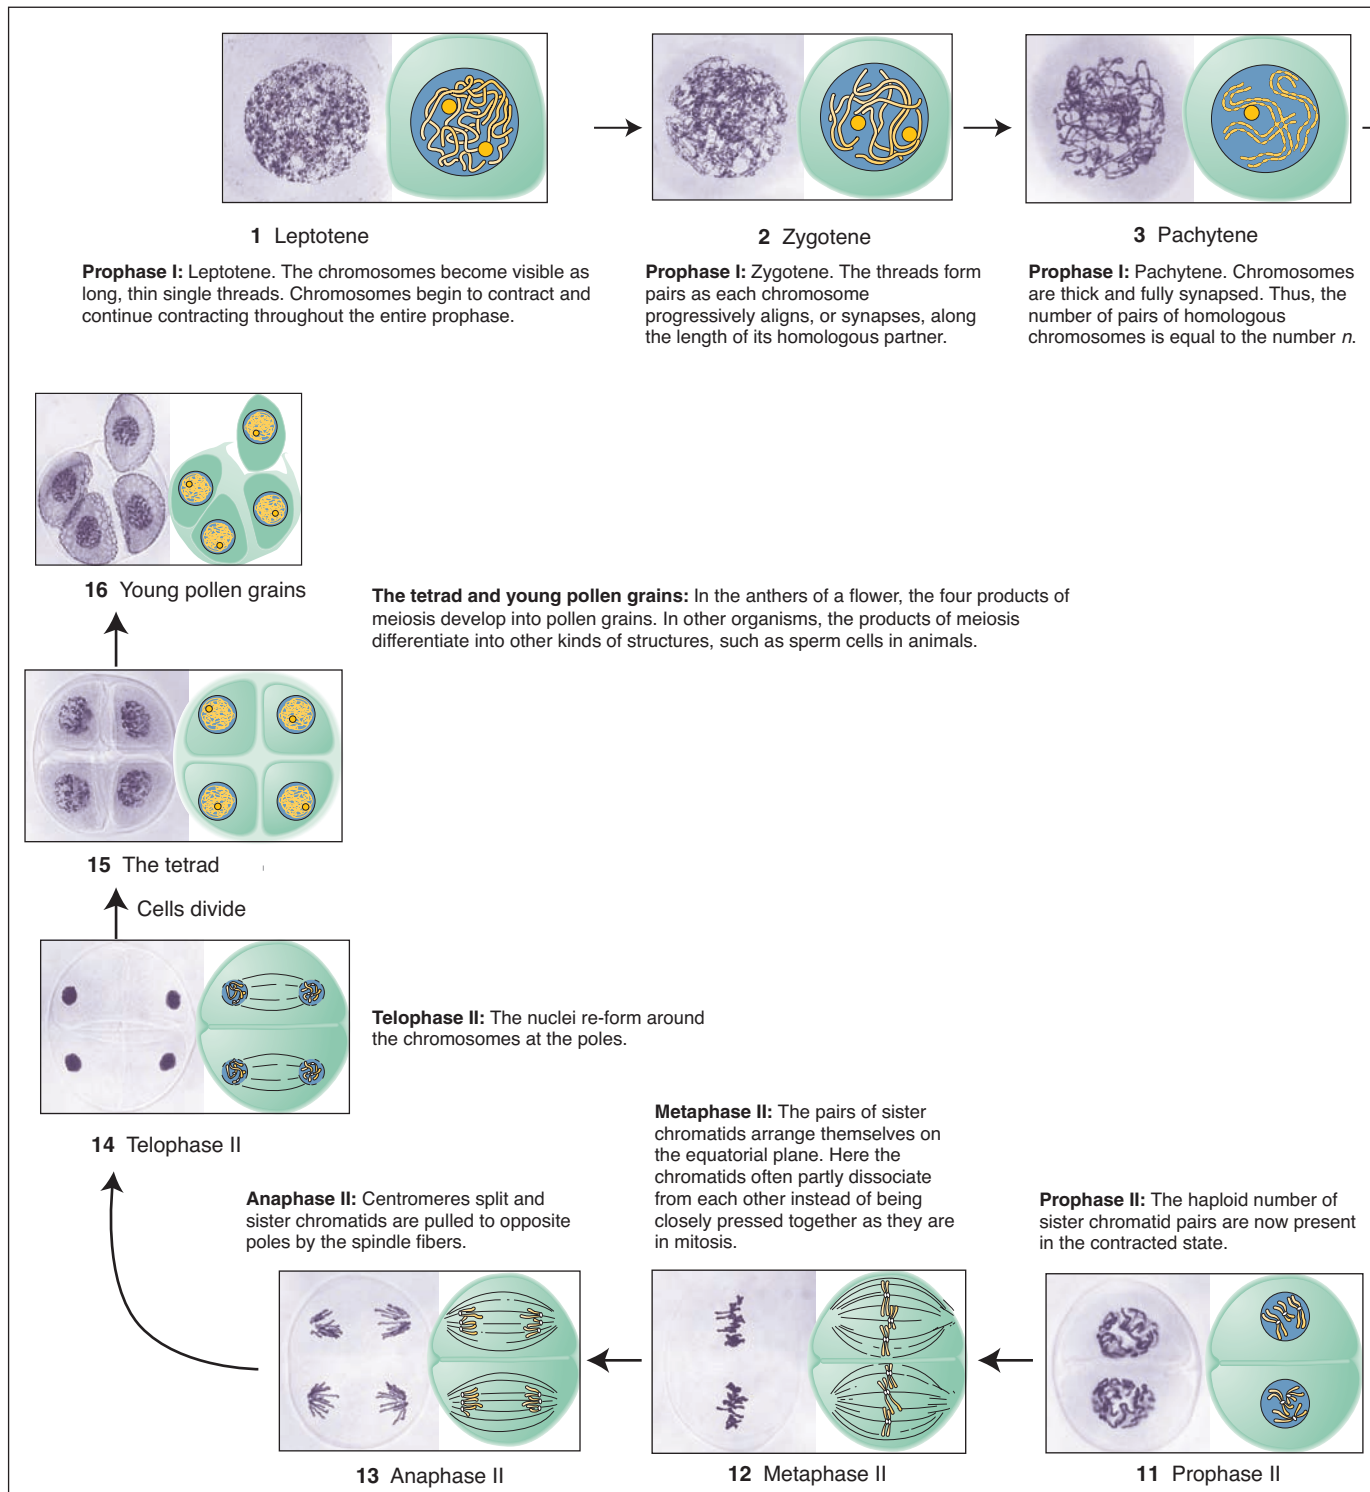 1 Leptotene
Prophase I: Leptotene. The chromosomes become visible as
long, thin single threads. Chromosomes begin to contract and
continue contracting throughout the entire prophase.
2 Zygotene
Prophase I: Zygotene. The threads form
pairs as each chromosome
progressively aligns, or synapses, along
the length of its homologous partner.
3 Pachytene
Prophase I: Pachytene. Chromosomes
are thick and fully synapsed. Thus, the
number of pairs of homologous
chromosomes is equal to the number n.
16 Young pollen grains
The tetrad and young pollen grains: In the anthers of a flower, the four products of
meiosis develop into pollen grains. In other organisms, the products of meiosis
differentiate into other kinds of structures, such as sperm cells in animals.
15 The tetrad
Cells divide
Telophase II: The nuclei re-form around
the chromosomes at the poles.
14 Telophase II
Anaphase II: Centromeres split and
sister chromatids are pulled to opposite
poles by the spindle fibers.
Metaphase II: The pairs of sister
chromatids arrange themselves on
the equatorial plane. Here the
chromatids often partly dissociate
from each other instead of being
closely pressed together as they are
in mitosis.
Prophase II: The haploid number of
sister chromatid pairs are now present
in the contracted state.
13 Anaphase II
12 Metaphase II
11 Prophase II